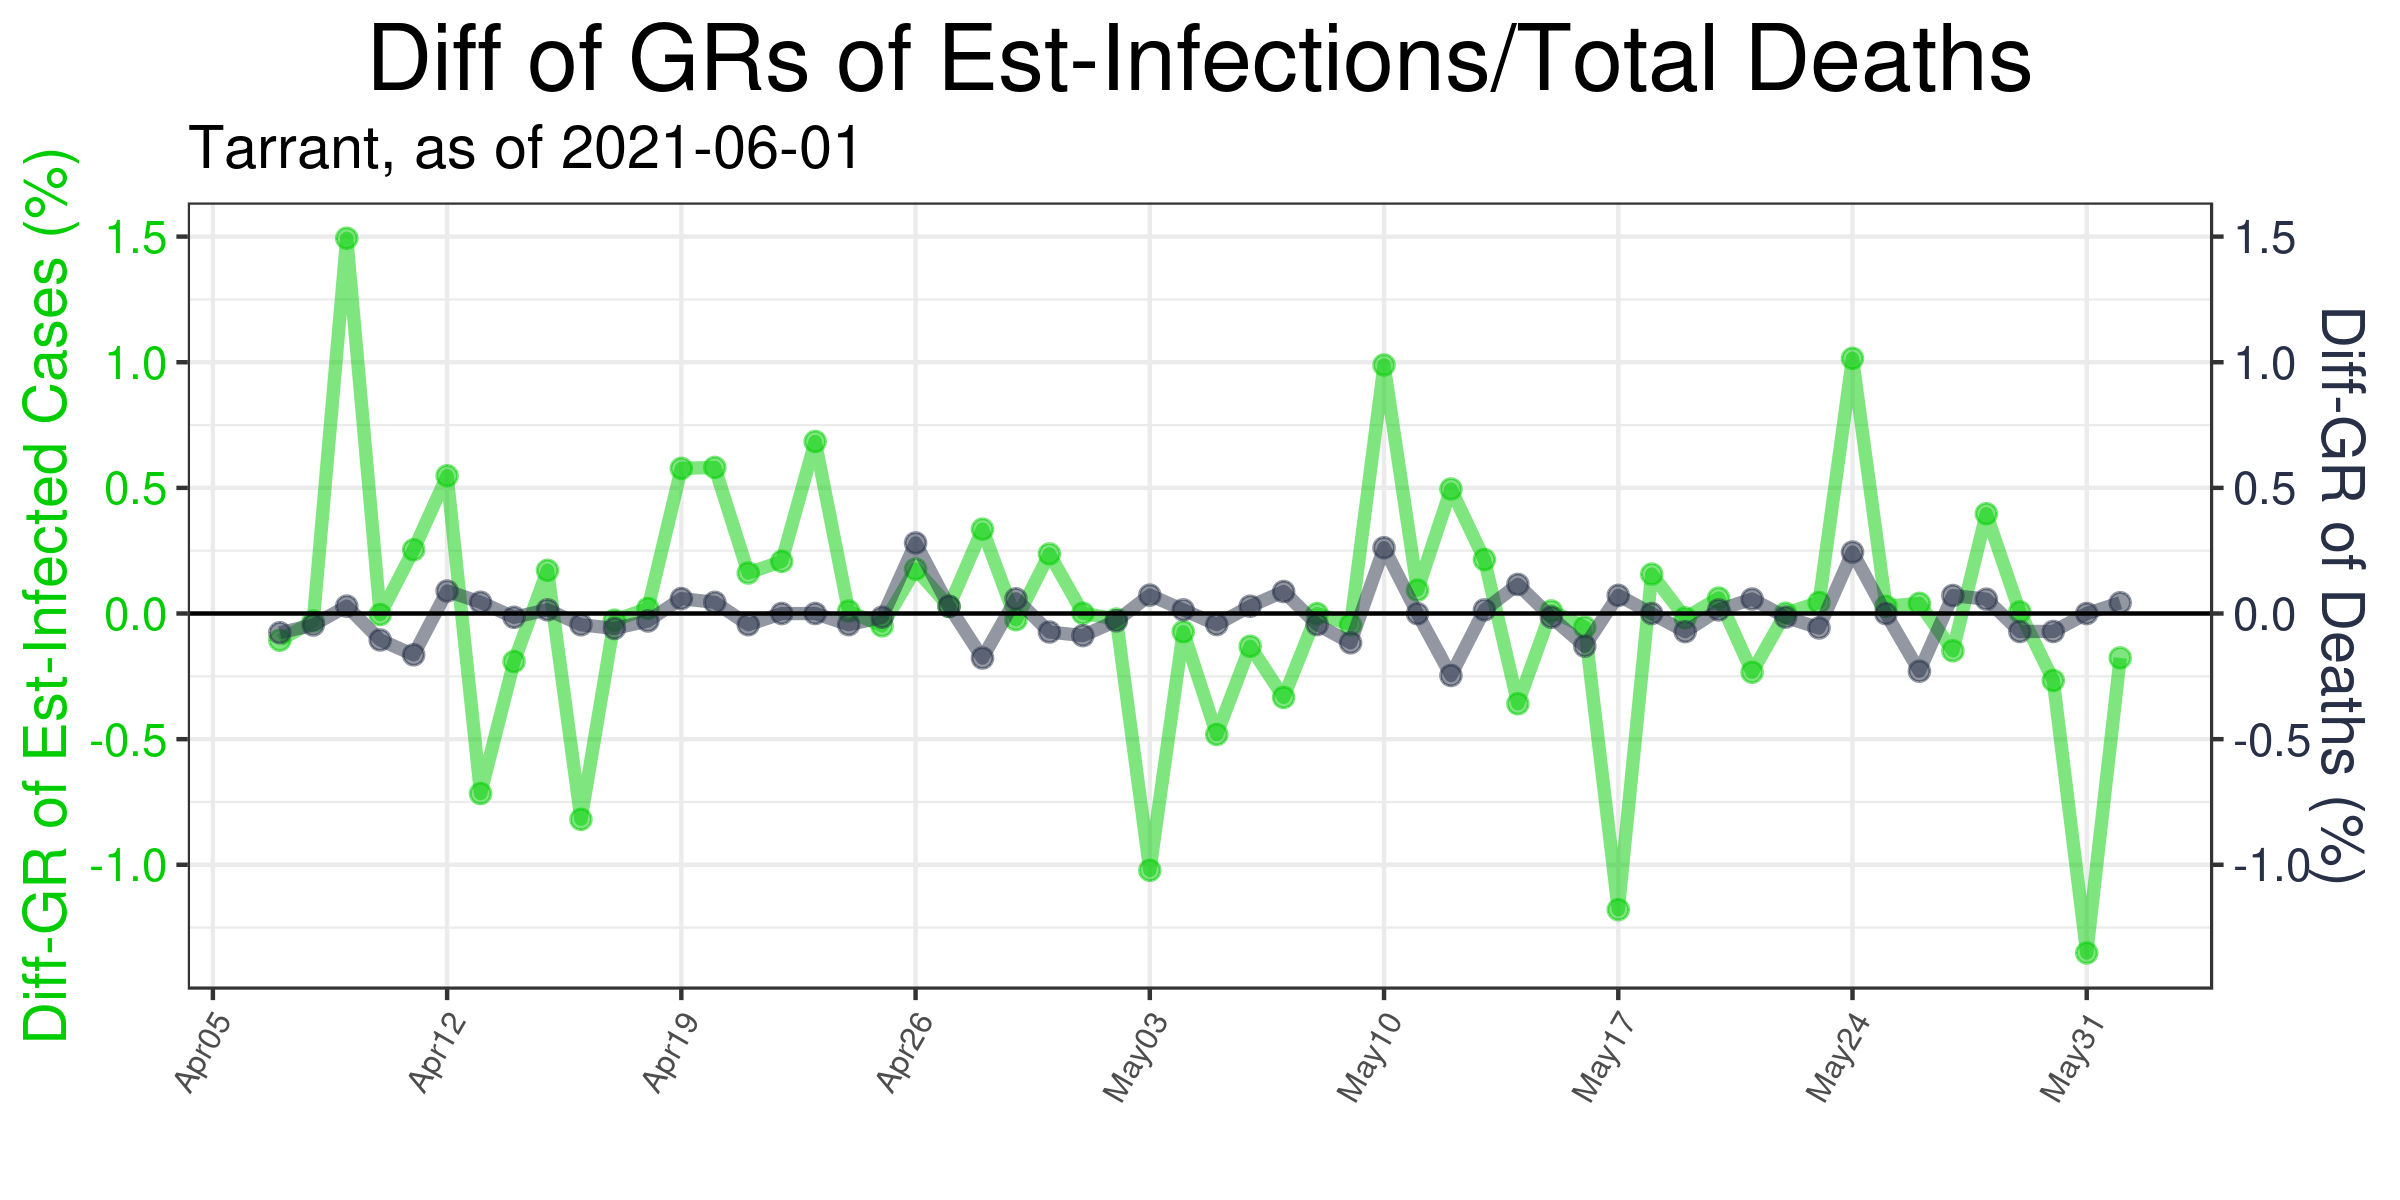 Diff of GRs of Est-Infections/Total Deaths
Tarrant, as of 2021-06-01
Diff-GR of Est-Infected Cases (%)
1.5
1.0
0.5
0.0
-0.5
-1.0
1.5
1.0
0.5
0.0
-0.5
-1.0
Diff-GR of Deaths (%)
Apr05
Apr12
Apr19
Apr26
May03
May10
May17
May24
May31